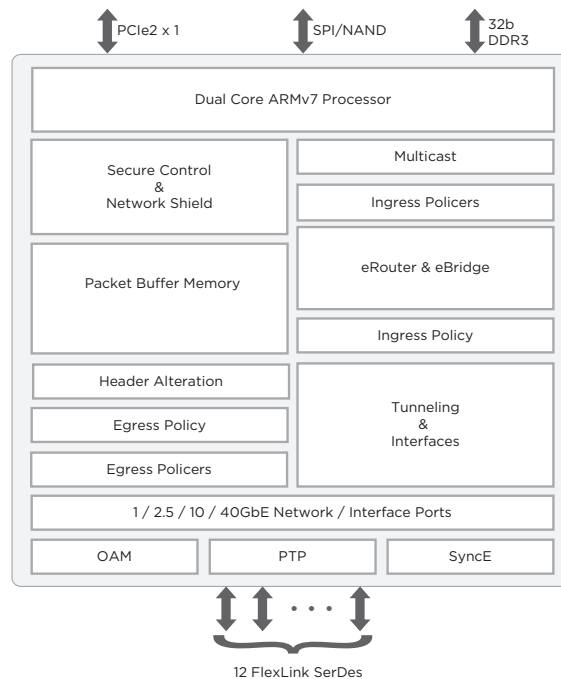 PCIe2 x 1
SPI/NAND
32b
DDR3
Dual Core ARMv7 Processor
Secure Control
&
Network Shield
Multicast
Ingress Policers
Packet Buffer Memory
eRouter & eBridge
Ingress Policy
Header Alteration
Tunneling
&
Interfaces
Egress Policy
Egress Policers
1 / 2.5 / 10 / 40GbE Network / Interface Ports
OAM
PTP
SyncE
12 FlexLink SerDes